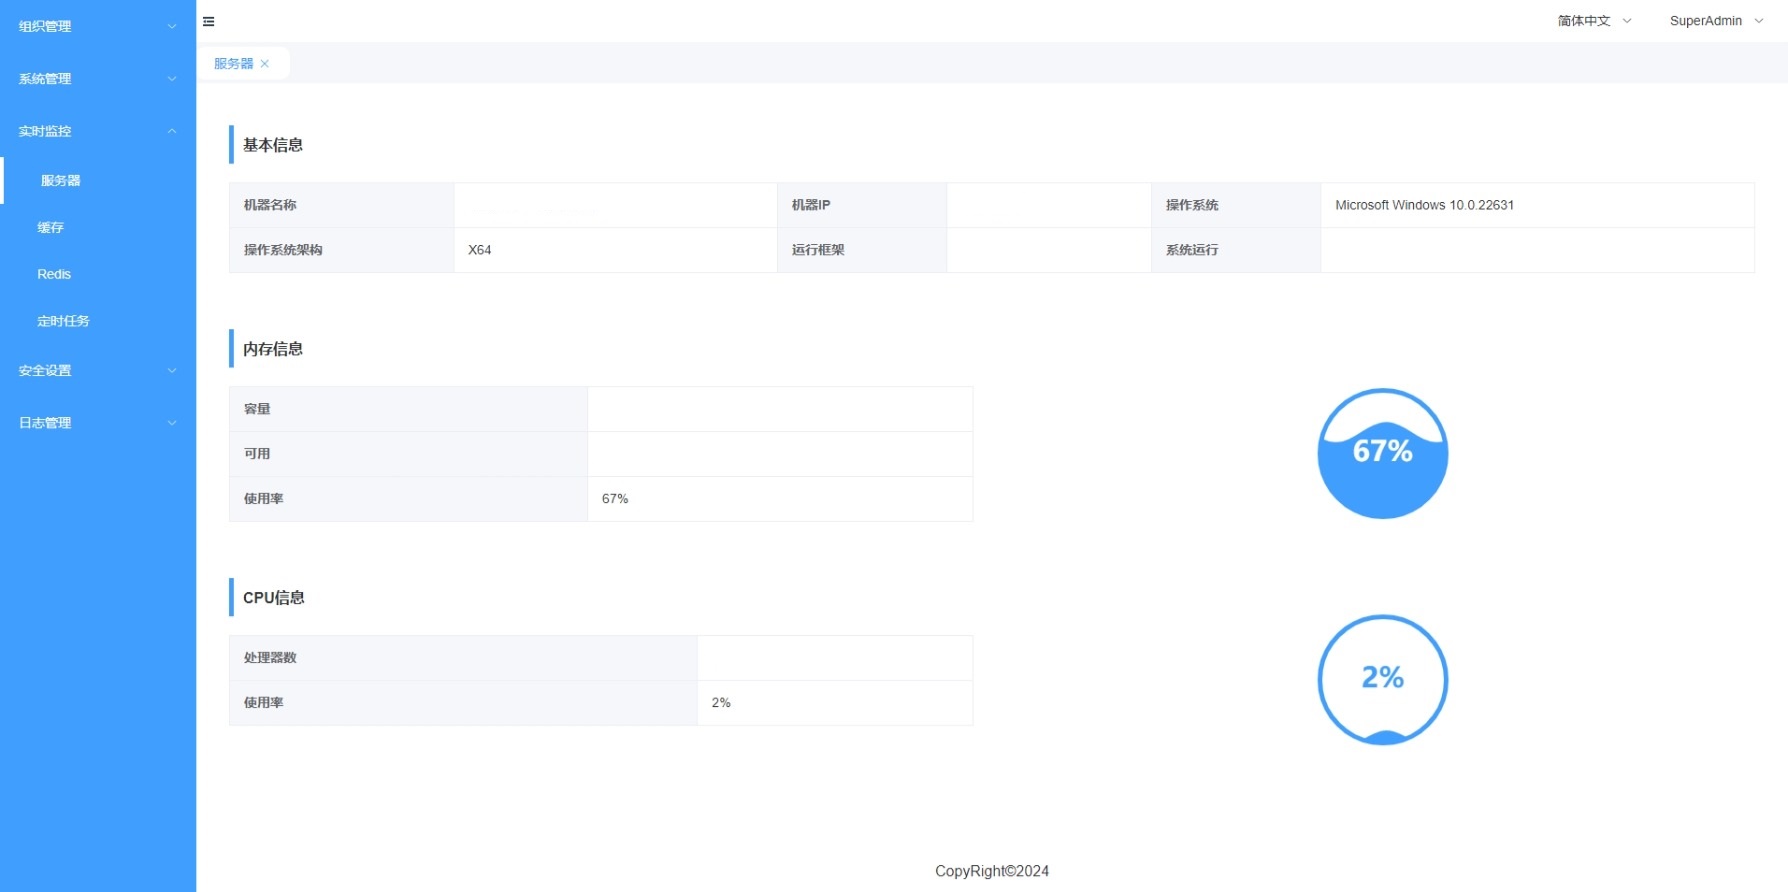 组织管理
系统管理
实时监控
服务器
缓存
Redis
定时任务
安全设置
日志管理
简体中文
SuperAdmin
服务器
基本信息
机器名称 机器IP 操作系统 Microsoft Windows 10.0.22631
操作系统架构 X64 运行框架 系统运行
内存信息
容量
可用
使用率 67%
67%
CPU信息
处理器数
使用率 2%
2%
CopyRight©2024